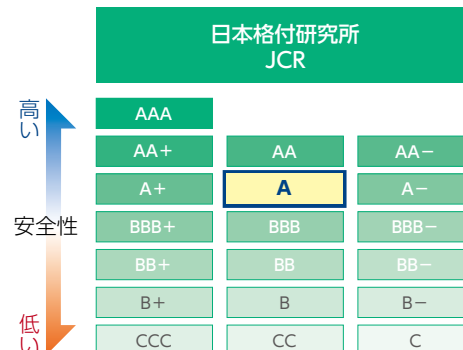 日本格付研究所
JCR
高い
AAA
AA+ AA AA−
A+ A A−
安全性
BBB+ BBB BBB−
BB+ BB BB−
B+ B B−
低い
CCC CC C